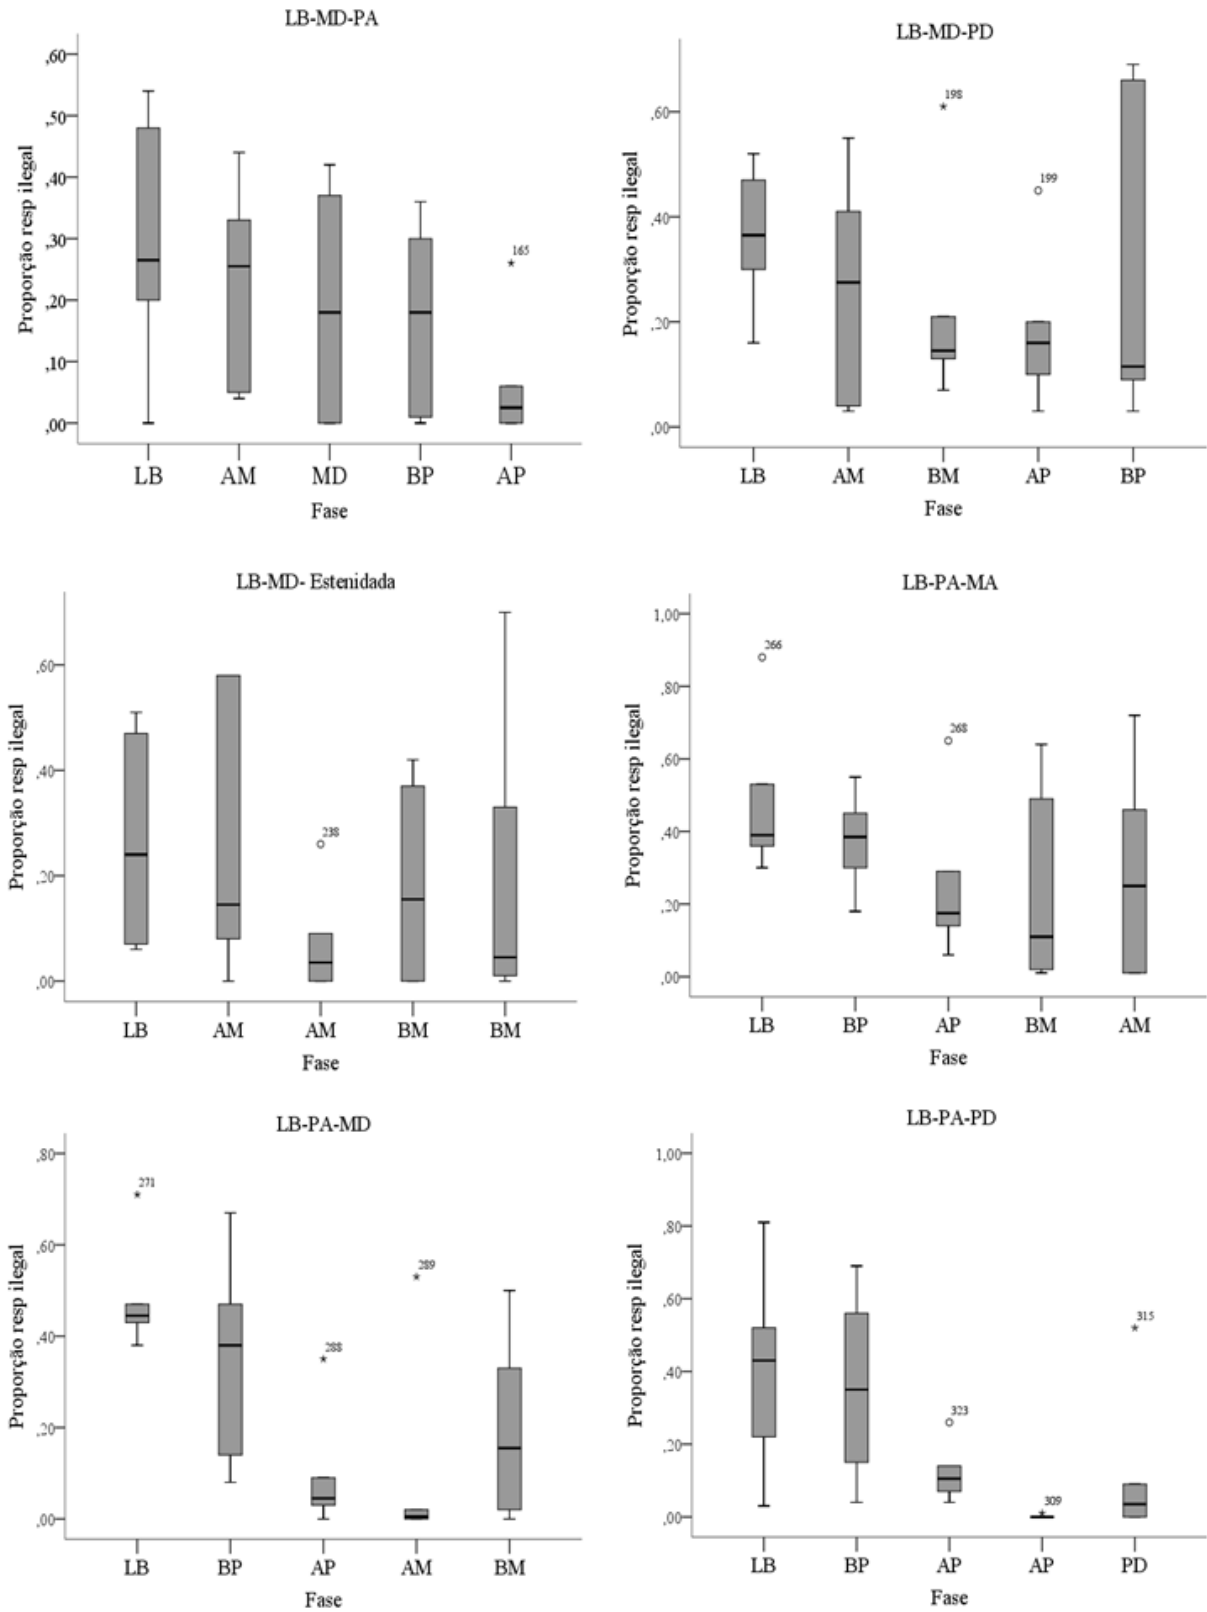 LB-MD-PA
Proporção resp ilegal
,60
,50
,40
,30
,20
,10
,00
165
LB AM MD BP AP
Fase
LB-MD-PD
Proporção resp ilegal
,60
,40
,20
,00
198
199
LB AM BM AP BP
Fase
LB-MD- Estenidada
Proporção resp ilegal
,60
,40
,20
,00
238
LB AM AM BM BM
Fase
LB-PA-MA
Proporção resp ilegal
1,00
,80
,60
,40
,20
,00
266
268
LB BP AP BM AM
Fase
LB-PA-MD
Proporção resp ilegal
,80
,60
,40
,20
,00
271
288
289
LB BP AP AM BM
Fase
LB-PA-PD
Proporção resp ilegal
1,00
,80
,60
,40
,20
,00
323
309
315
LB BP AP AP PD
Fase